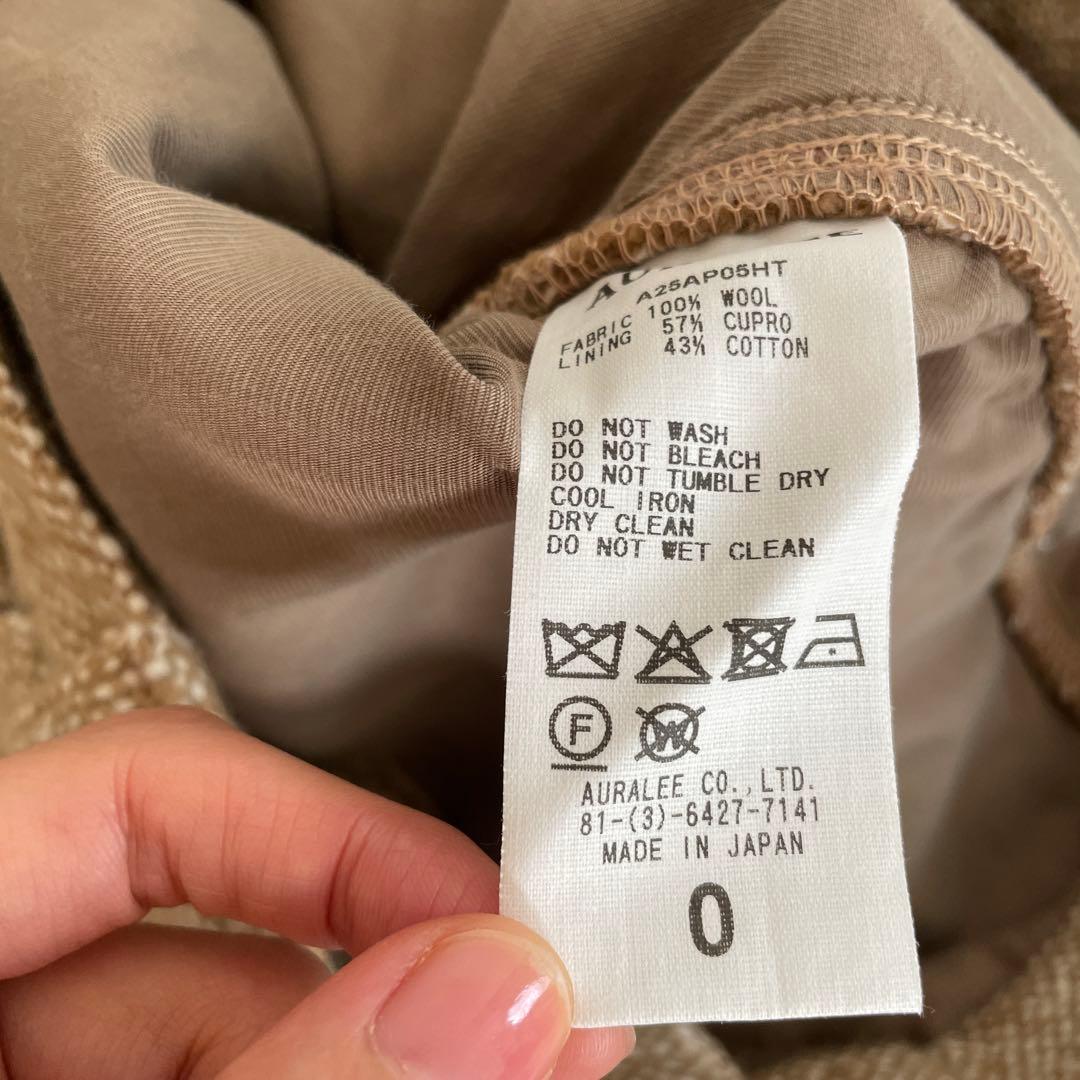 AURALEE
A25AP05HT
FABRIC 100% WOOL
LINING 57% CUPRO
43% COTTON
DO NOT WASH
DO NOT BLEACH
DO NOT TUMBLE DRY
COOL IRON
DRY CLEAN
DO NOT WET CLEAN
F W
AURALEE CO.,LTD.
81-(3)-6427-7141
MADE IN JAPAN
0